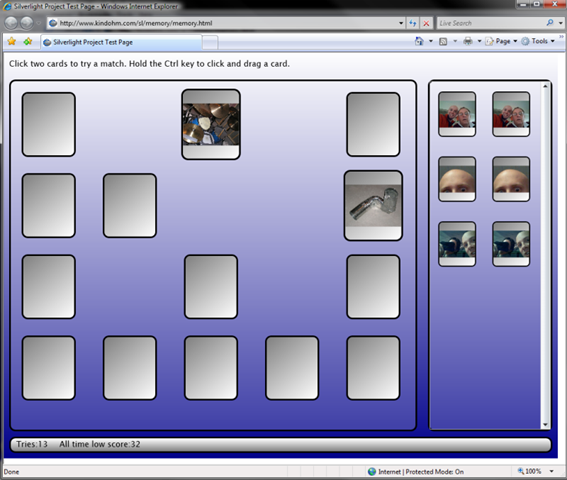 Silverlight Project Test Page - Windows Internet Explorer
http://www.kindohm.com/sl/memory/memory.html
Live Search
Silverlight Project Test Page
Page
Tools
Click two cards to try a match. Hold the Ctrl key to click and drag a card.
Tries:13 All time low score:32
Done
Internet | Protected Mode: On
100%